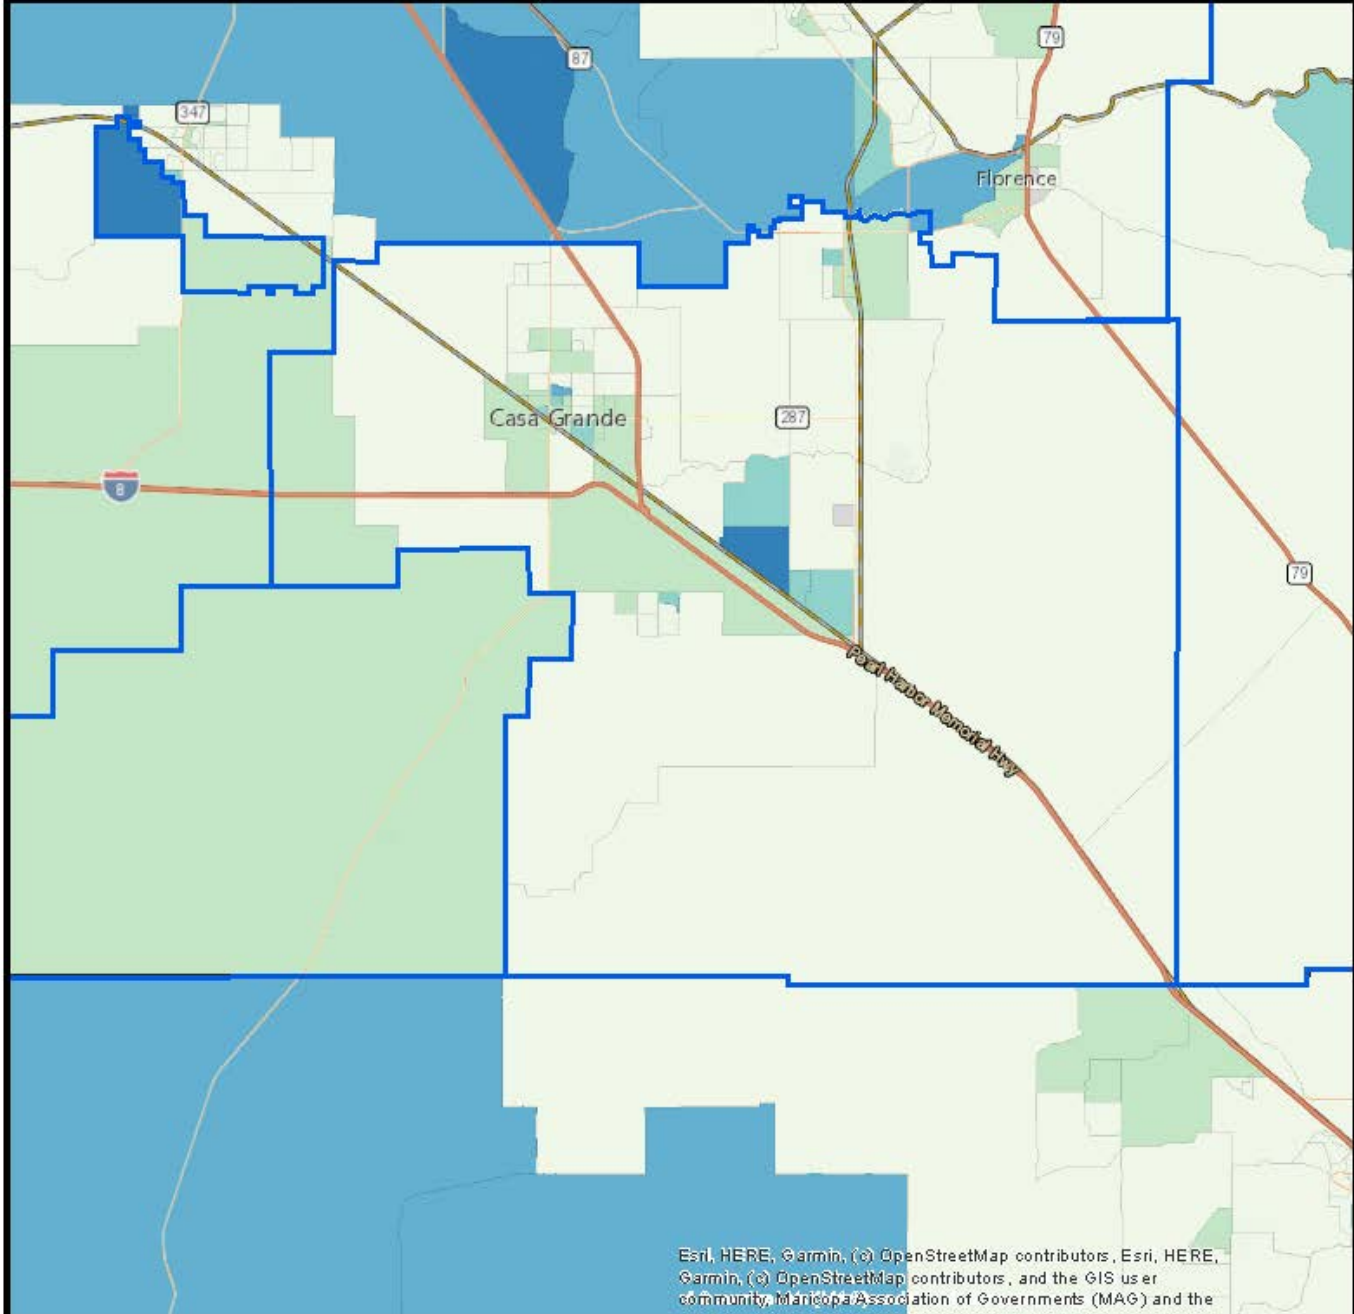 87
79
347
Florence
Casa Grande
287
8
79
Pearl Harbor Memorial Hwy
Esri, HERE, Garmin, (c) OpenStreetMap contributors, Esri, HERE,
Garmin, (c) OpenStreetMap contributors, and the GIS user
community, Maricopa Association of Governments (MAG) and the